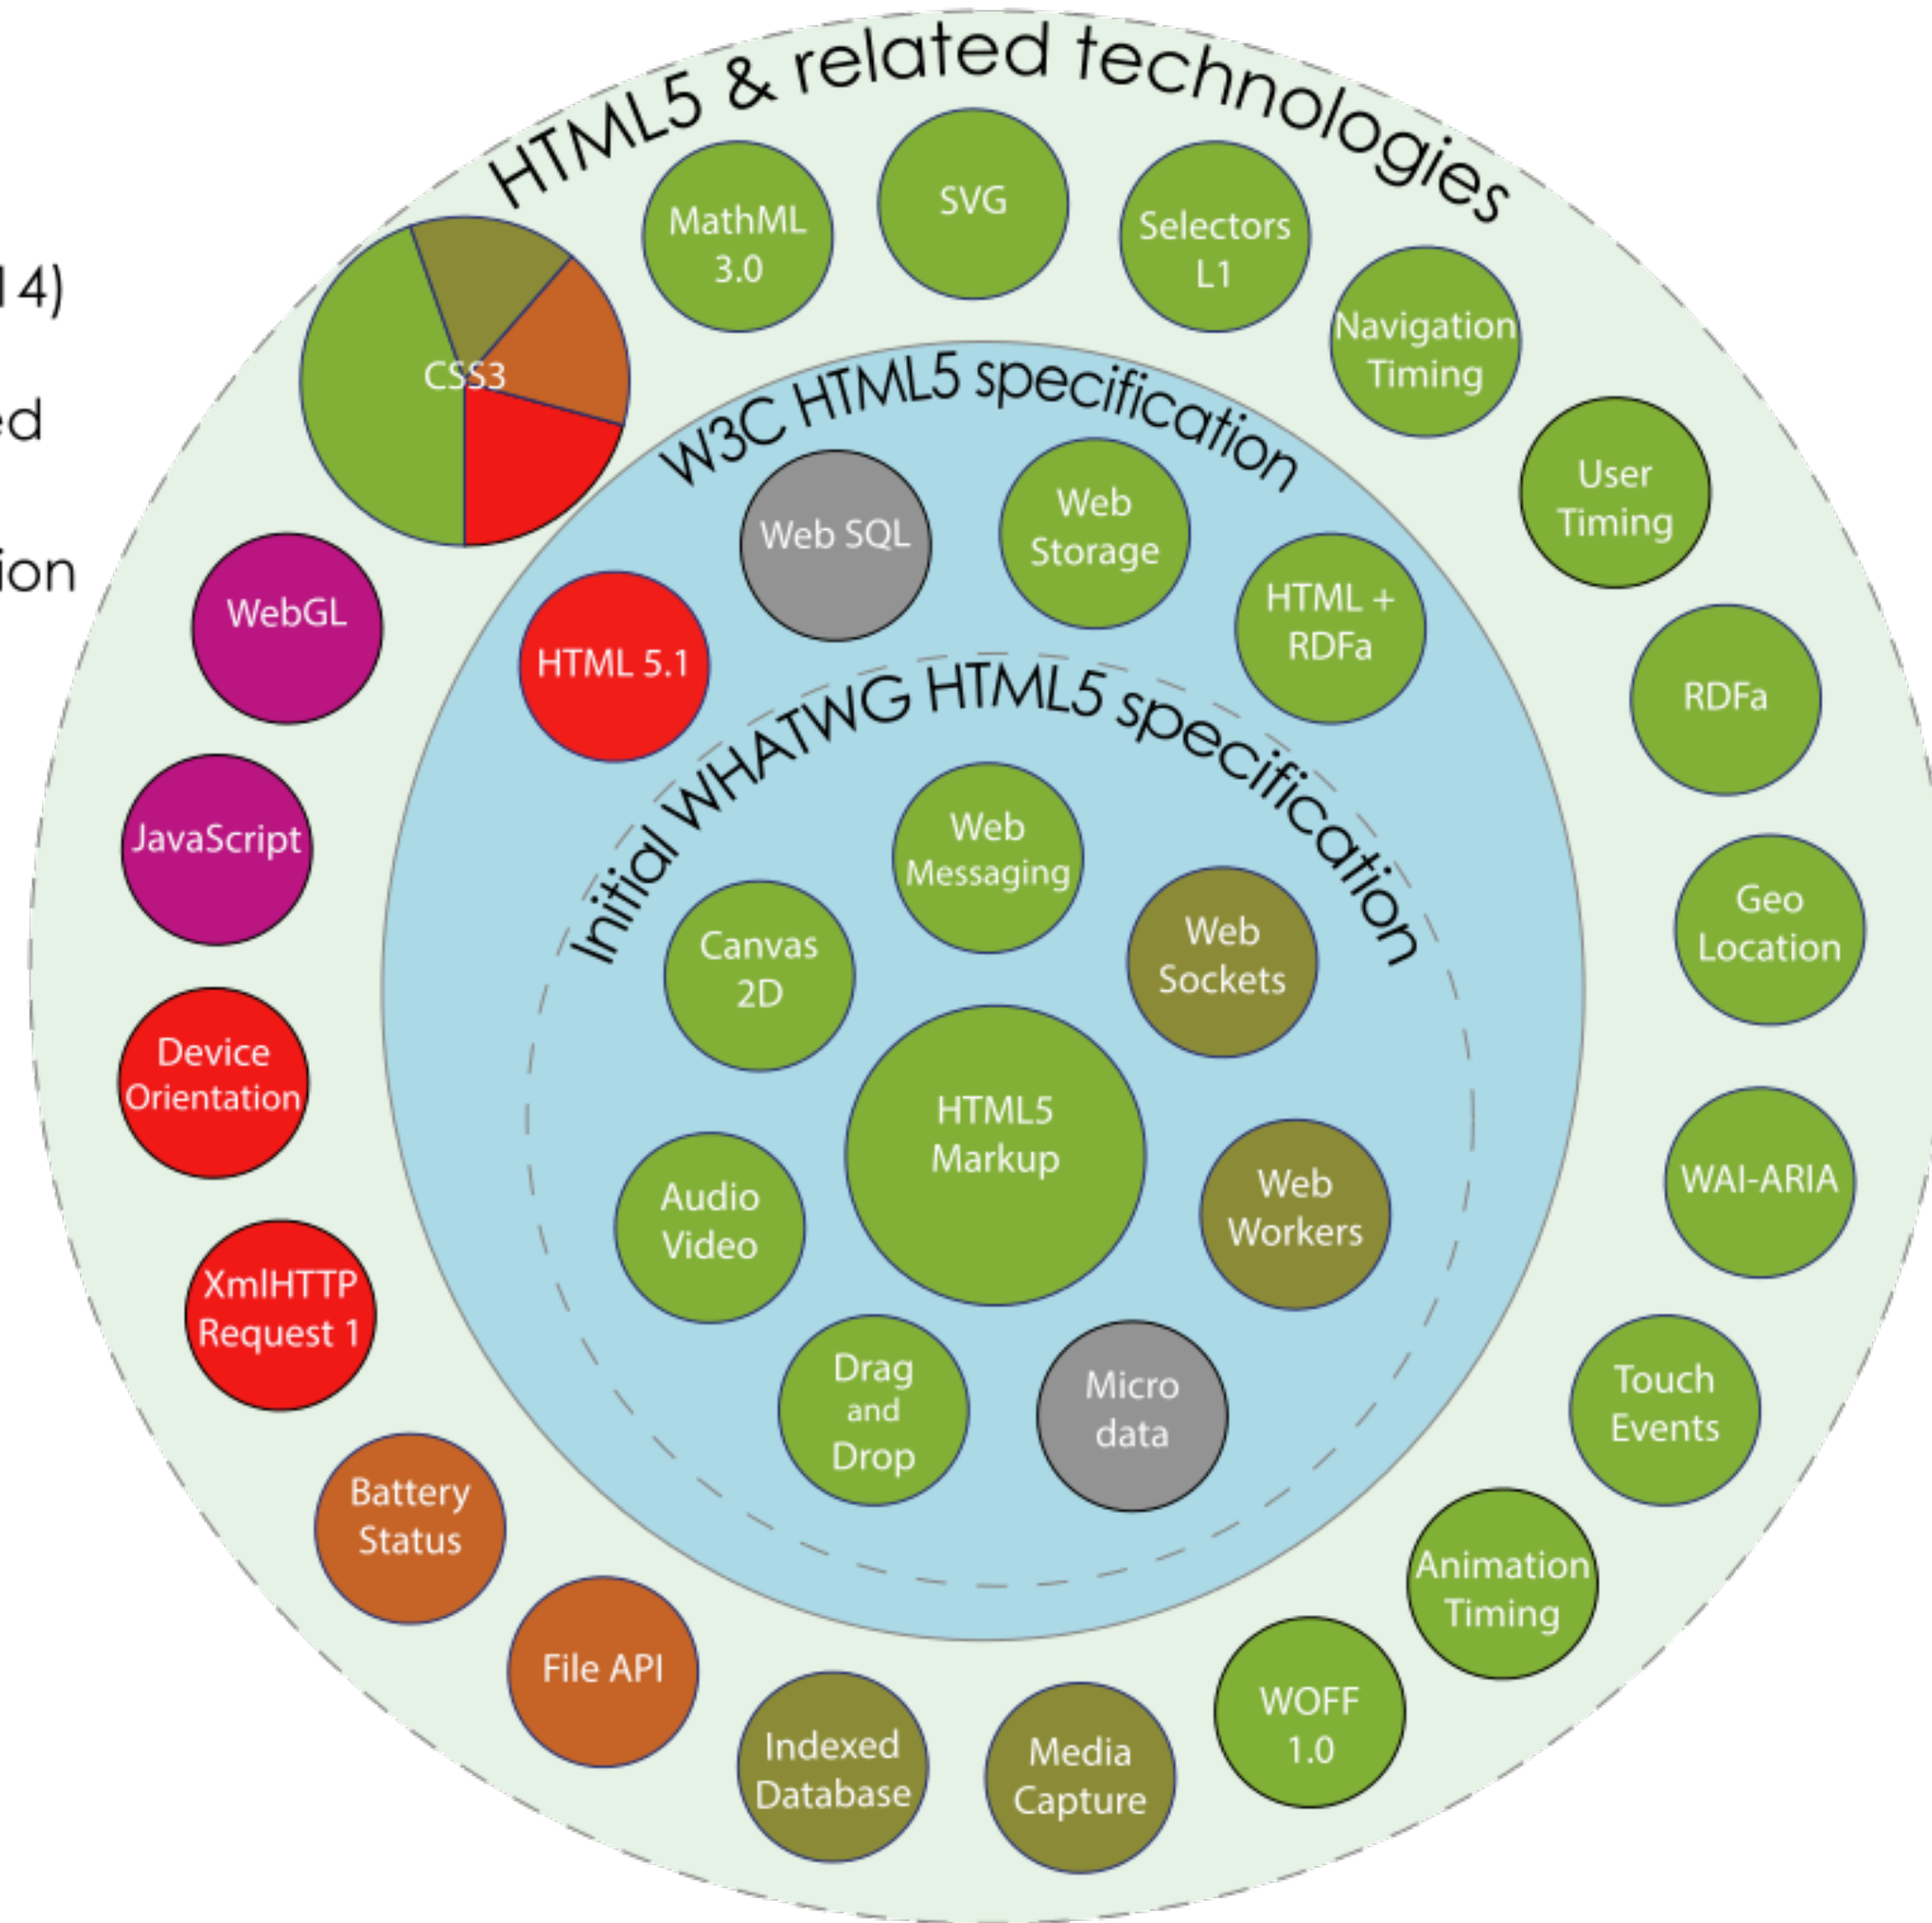 HTML5 & related technologies
MathML
3.0
SVG
Selectors
L1
Navigation
Timing
14)
CSS3
ed
W3C HTML5 specification
User
Timing
Web SQL
Web
Storage
ion
WebGL
HTML 5.1
HTML +
RDFa
RDFa
Initial WHATWG HTML5 specification
JavaScript
Web
Messaging
Canvas
2D
Web
Sockets
Geo
Location
Device
Orientation
HTML5
Markup
Audio
Video
Web
Workers
WAI-ARIA
XmlHTTP
Request 1
Drag
and
Drop
Micro
data
Touch
Events
Battery
Status
Animation
Timing
File API
WOFF
1.0
Indexed
Database
Media
Capture